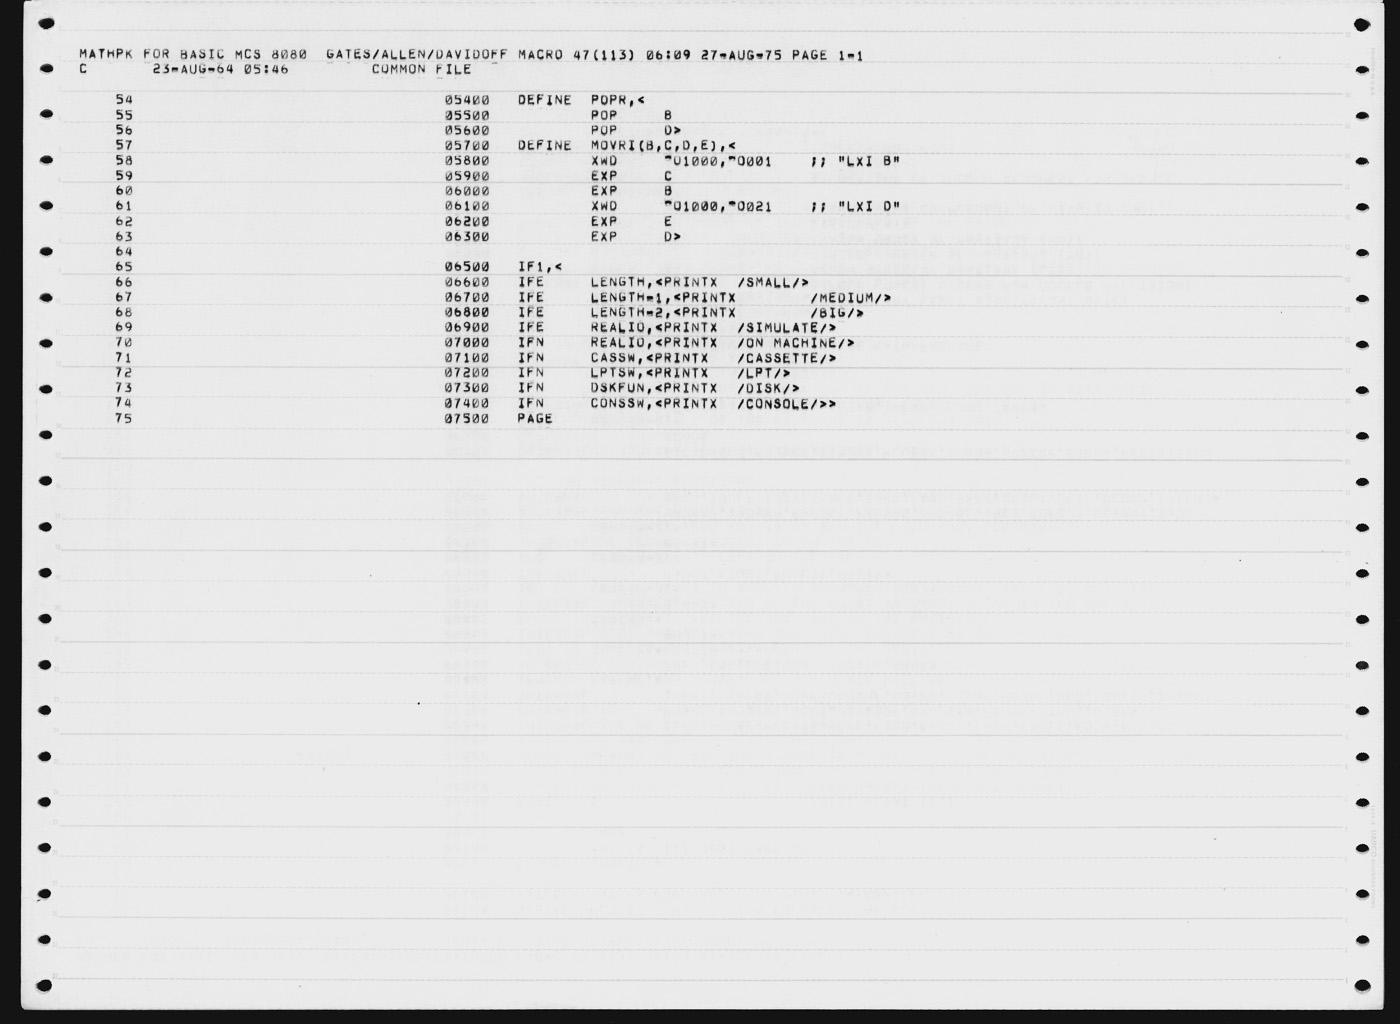 MATHPK FOR BASIC MCS 8080  GATES/ALLEN/DAVIDOFF MACRO 47(113) 06:09 27-AUG-75 PAGE 1-1
C       23-AUG-64 05:46         COMMON FILE
54    05400   DEFINE  POPR,<
55    05500           POP     B
56    05600           POP     D>
57    05700   DEFINE  MOVRI(B,C,D,E),<
58    05800           XWD     ^O1000,^O001    ;; "LXI B"
59    05900           EXP     C
60    06000           EXP     B
61    06100           XWD     ^O1000,^O021    ;; "LXI D"
62    06200           EXP     E
63    06300           EXP     D>
64
65    06500   IF1,<
66    06600   IFE     LENGTH,<PRINTX  /SMALL/>
67    06700   IFE     LENGTH-1,<PRINTX        /MEDIUM/>
68    06800   IFE     LENGTH-2,<PRINTX        /BIG/>
69    06900   IFE     REALIO,<PRINTX  /SIMULATE/>
70    07000   IFN     REALIO,<PRINTX  /ON MACHINE/>
71    07100   IFN     CASSW,<PRINTX   /CASSETTE/>
72    07200   IFN     LPTSW,<PRINTX   /LPT/>
73    07300   IFN     DSKFUN,<PRINTX  /DISK/>
74    07400   IFN     CONSSW,<PRINTX  /CONSOLE/>>
75    07500   PAGE